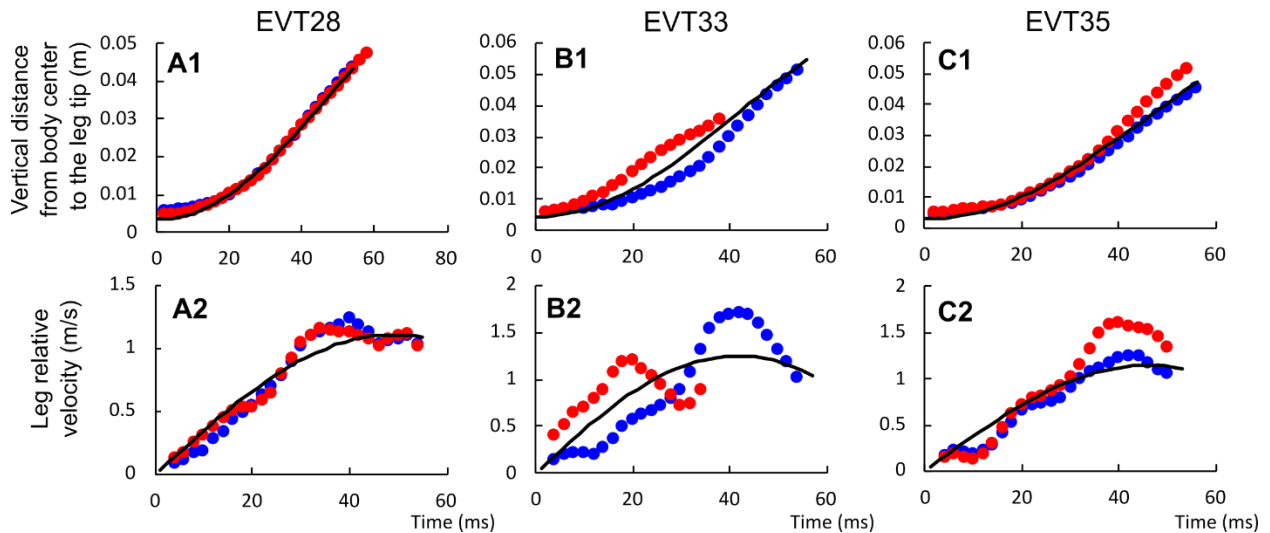 EVT28 EVT33 EVT35
Vertical distance
from body center
to the leg tip (m)
A1
0.05
0.04
0.03
0.02
0.01
0
0 20 40 60 80
B1
0.06
0.05
0.04
0.03
0.02
0.01
0
0 20 40 60
C1
0.06
0.05
0.04
0.03
0.02
0.01
0
0 20 40 60
Leg relative
velocity (m/s)
A2
1.5
1
0.5
0
0 20 40 60
Time (ms)
B2
2
1.5
1
0.5
0
0 20 40 60
Time (ms)
C2
2
1.5
1
0.5
0
0 20 40 60
Time (ms)